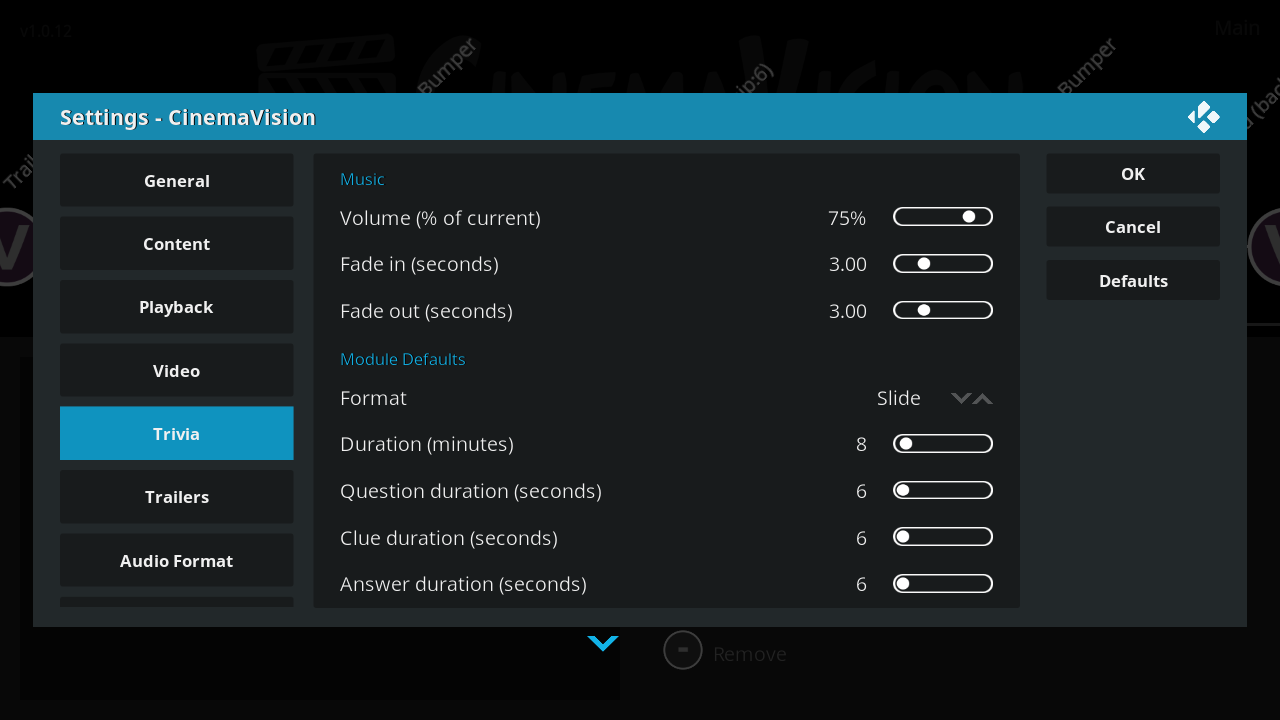 v1.0.12
Main
CINEMAVISION
Bumper
Bumper
Settings - CinemaVision
General
Content
Playback
Video
Trivia
Trailers
Audio Format
Music
Volume (% of current) 75%
Fade in (seconds) 3.00
Fade out (seconds) 3.00
Module Defaults
Format Slide
Duration (minutes) 8
Question duration (seconds) 6
Clue duration (seconds) 6
Answer duration (seconds) 6
OK
Cancel
Defaults
Remove